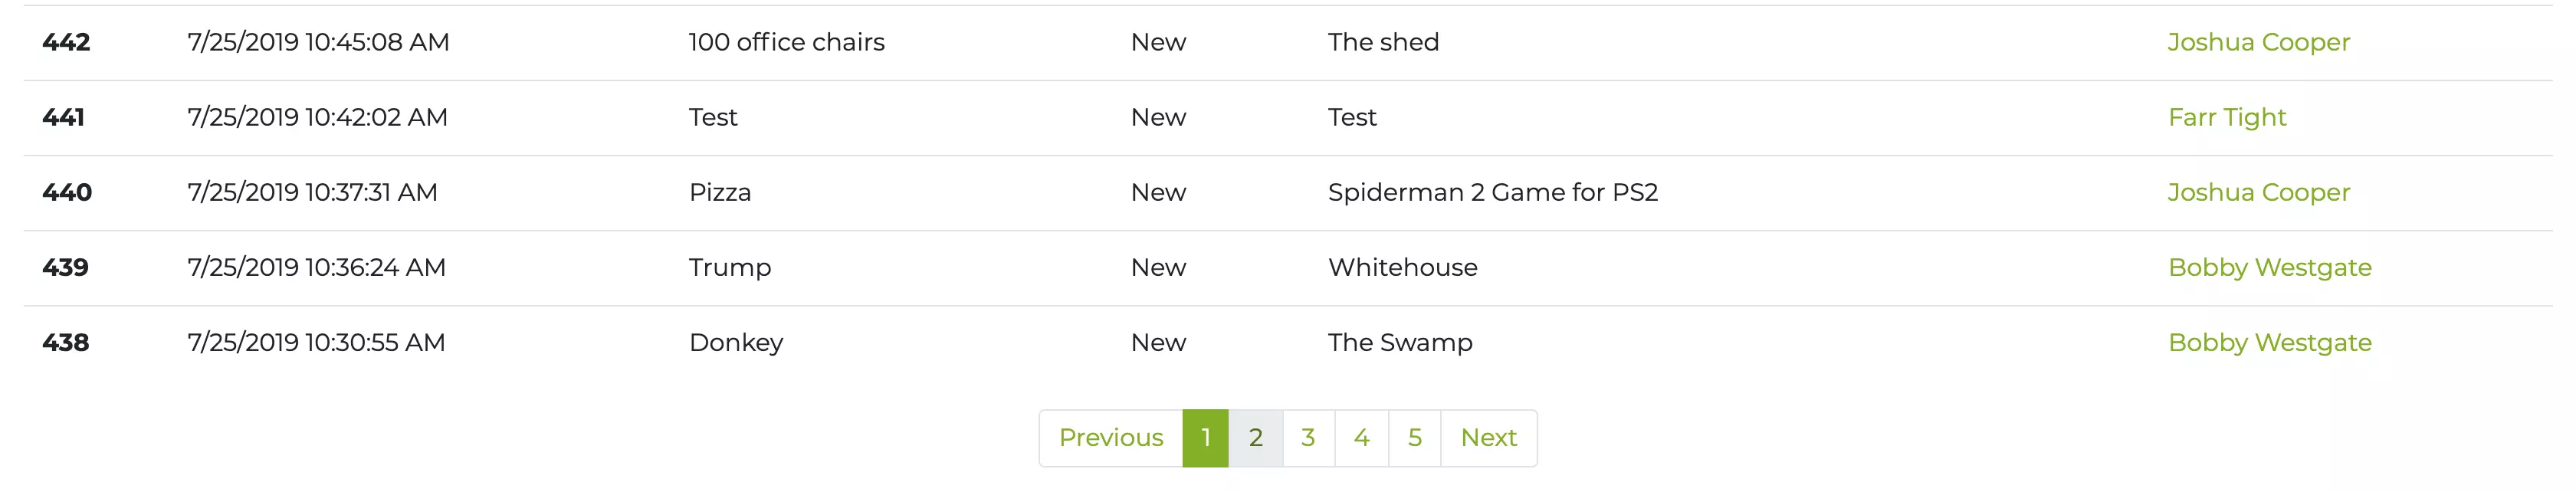 442 7/25/2019 10:45:08 AM 100 office chairs New The shed Joshua Cooper
441 7/25/2019 10:42:02 AM Test New Test Farr Tight
440 7/25/2019 10:37:31 AM Pizza New Spiderman 2 Game for PS2 Joshua Cooper
439 7/25/2019 10:36:24 AM Trump New Whitehouse Bobby Westgate
438 7/25/2019 10:30:55 AM Donkey New The Swamp Bobby Westgate
Previous 1 2 3 4 5 Next